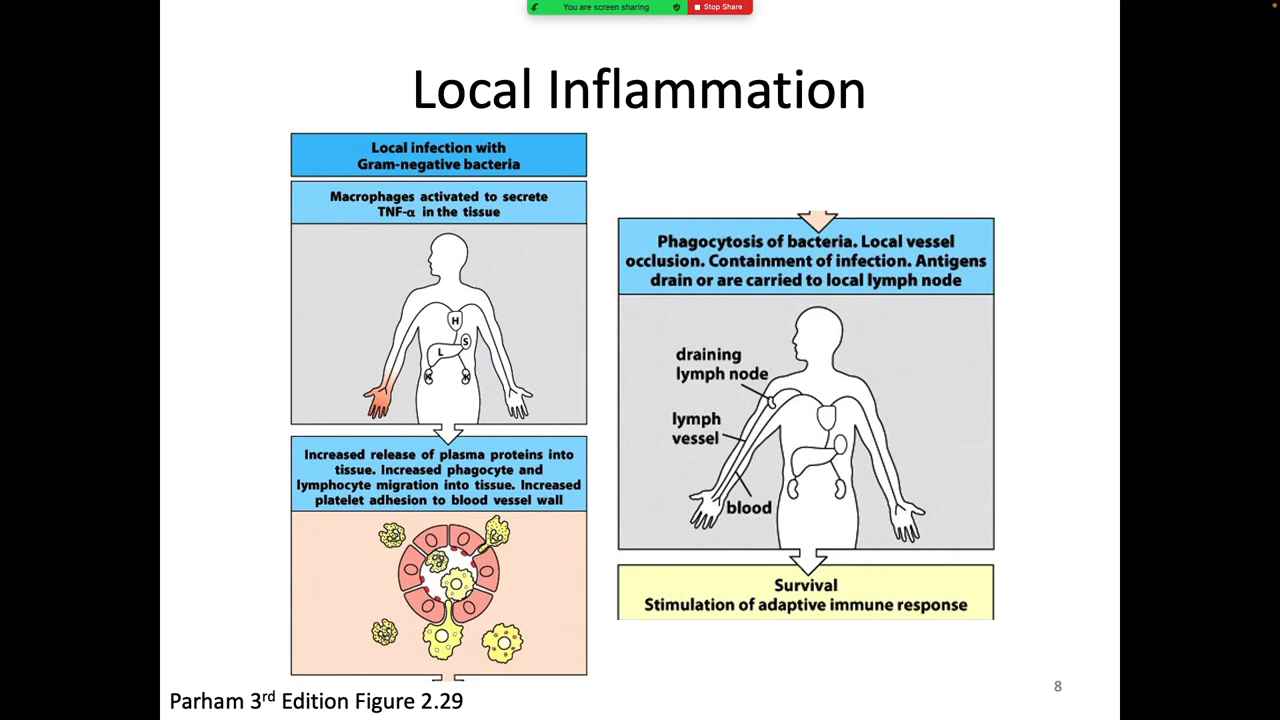 You are screen sharing
Stop Share
Local Inflammation
Local infection with
Gram-negative bacteria
Macrophages activated to secrete
TNF-α in the tissue
H
S
L
K
K
Increased release of plasma proteins into
tissue. Increased phagocyte and
lymphocyte migration into tissue. Increased
platelet adhesion to blood vessel wall
Phagocytosis of bacteria. Local vessel
occlusion. Containment of infection. Antigens
drain or are carried to local lymph node
draining
lymph node
lymph
vessel
blood
Survival
Stimulation of adaptive immune response
Parham 3rd Edition Figure 2.29
8